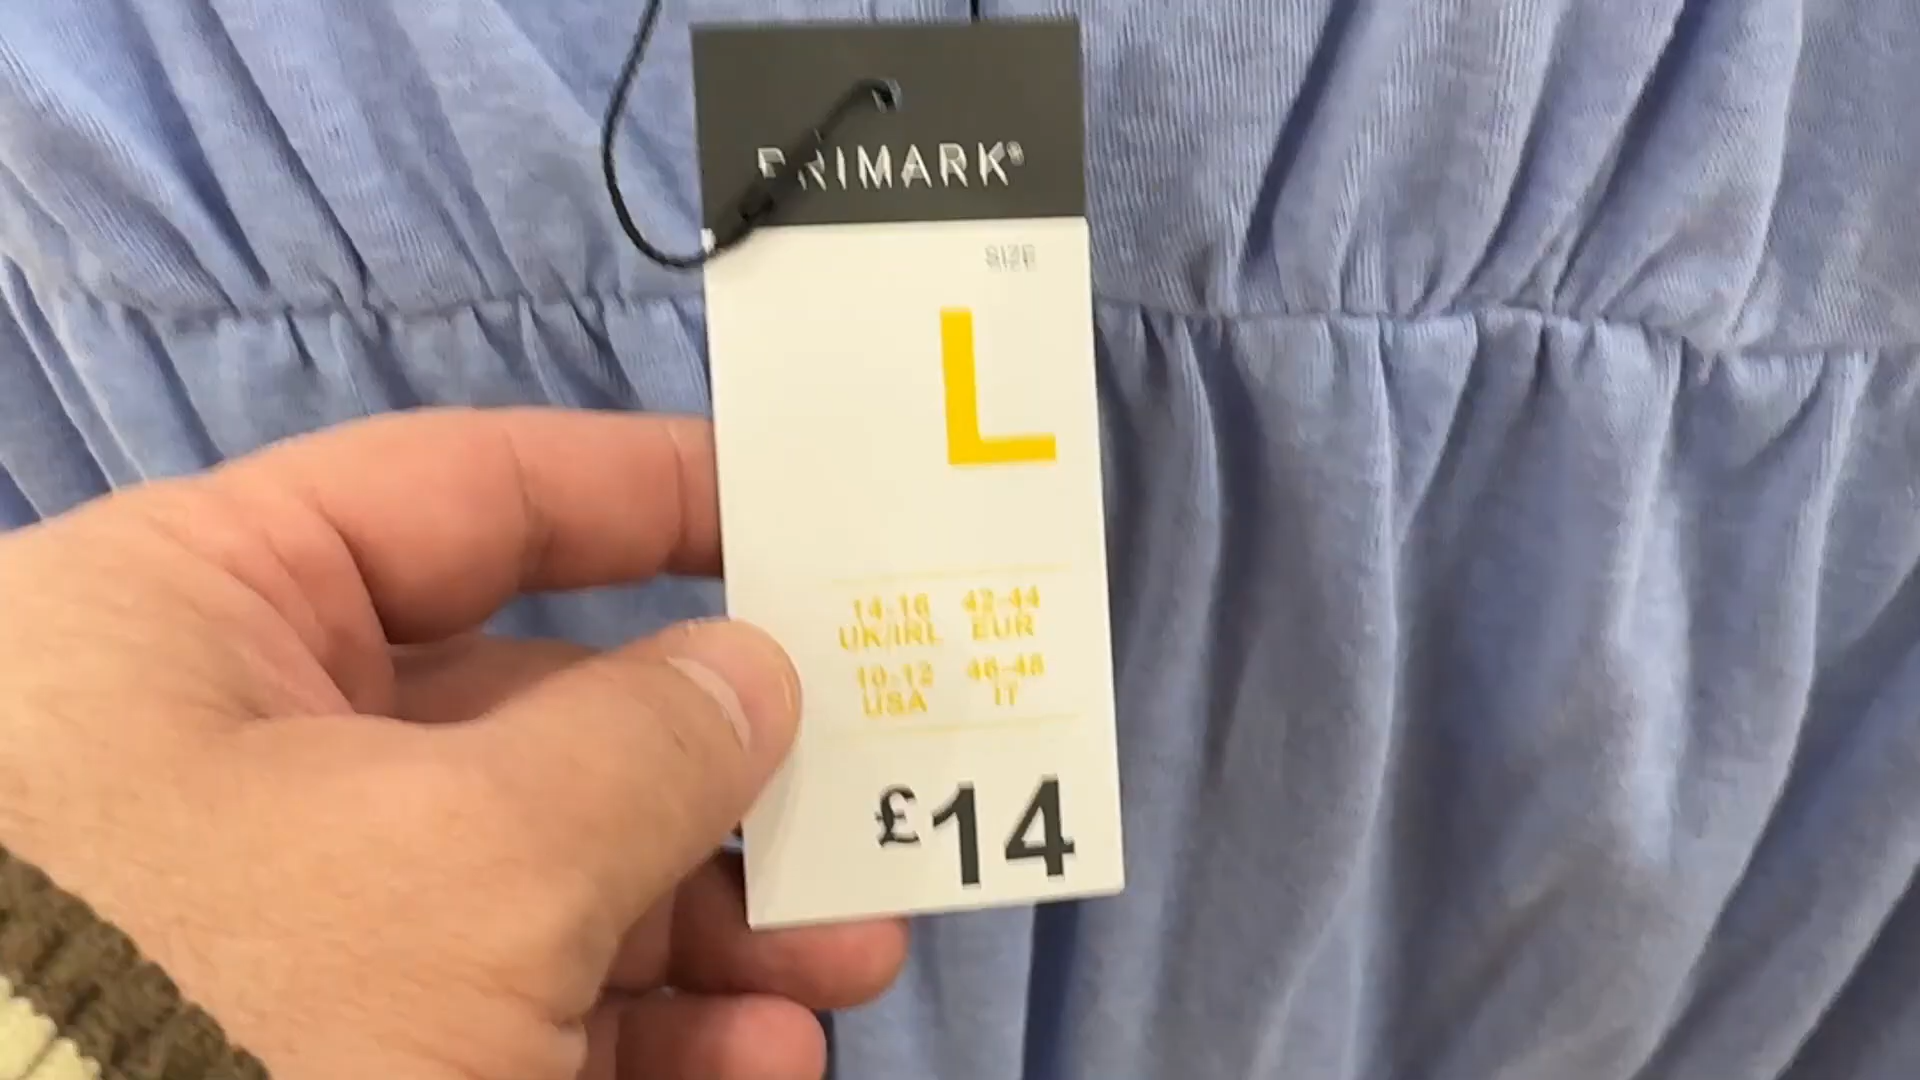 PRIMARK®
SIZE
L
14-16 42-44
UK/IRL EUR
10-12 46-48
USA IT
£14